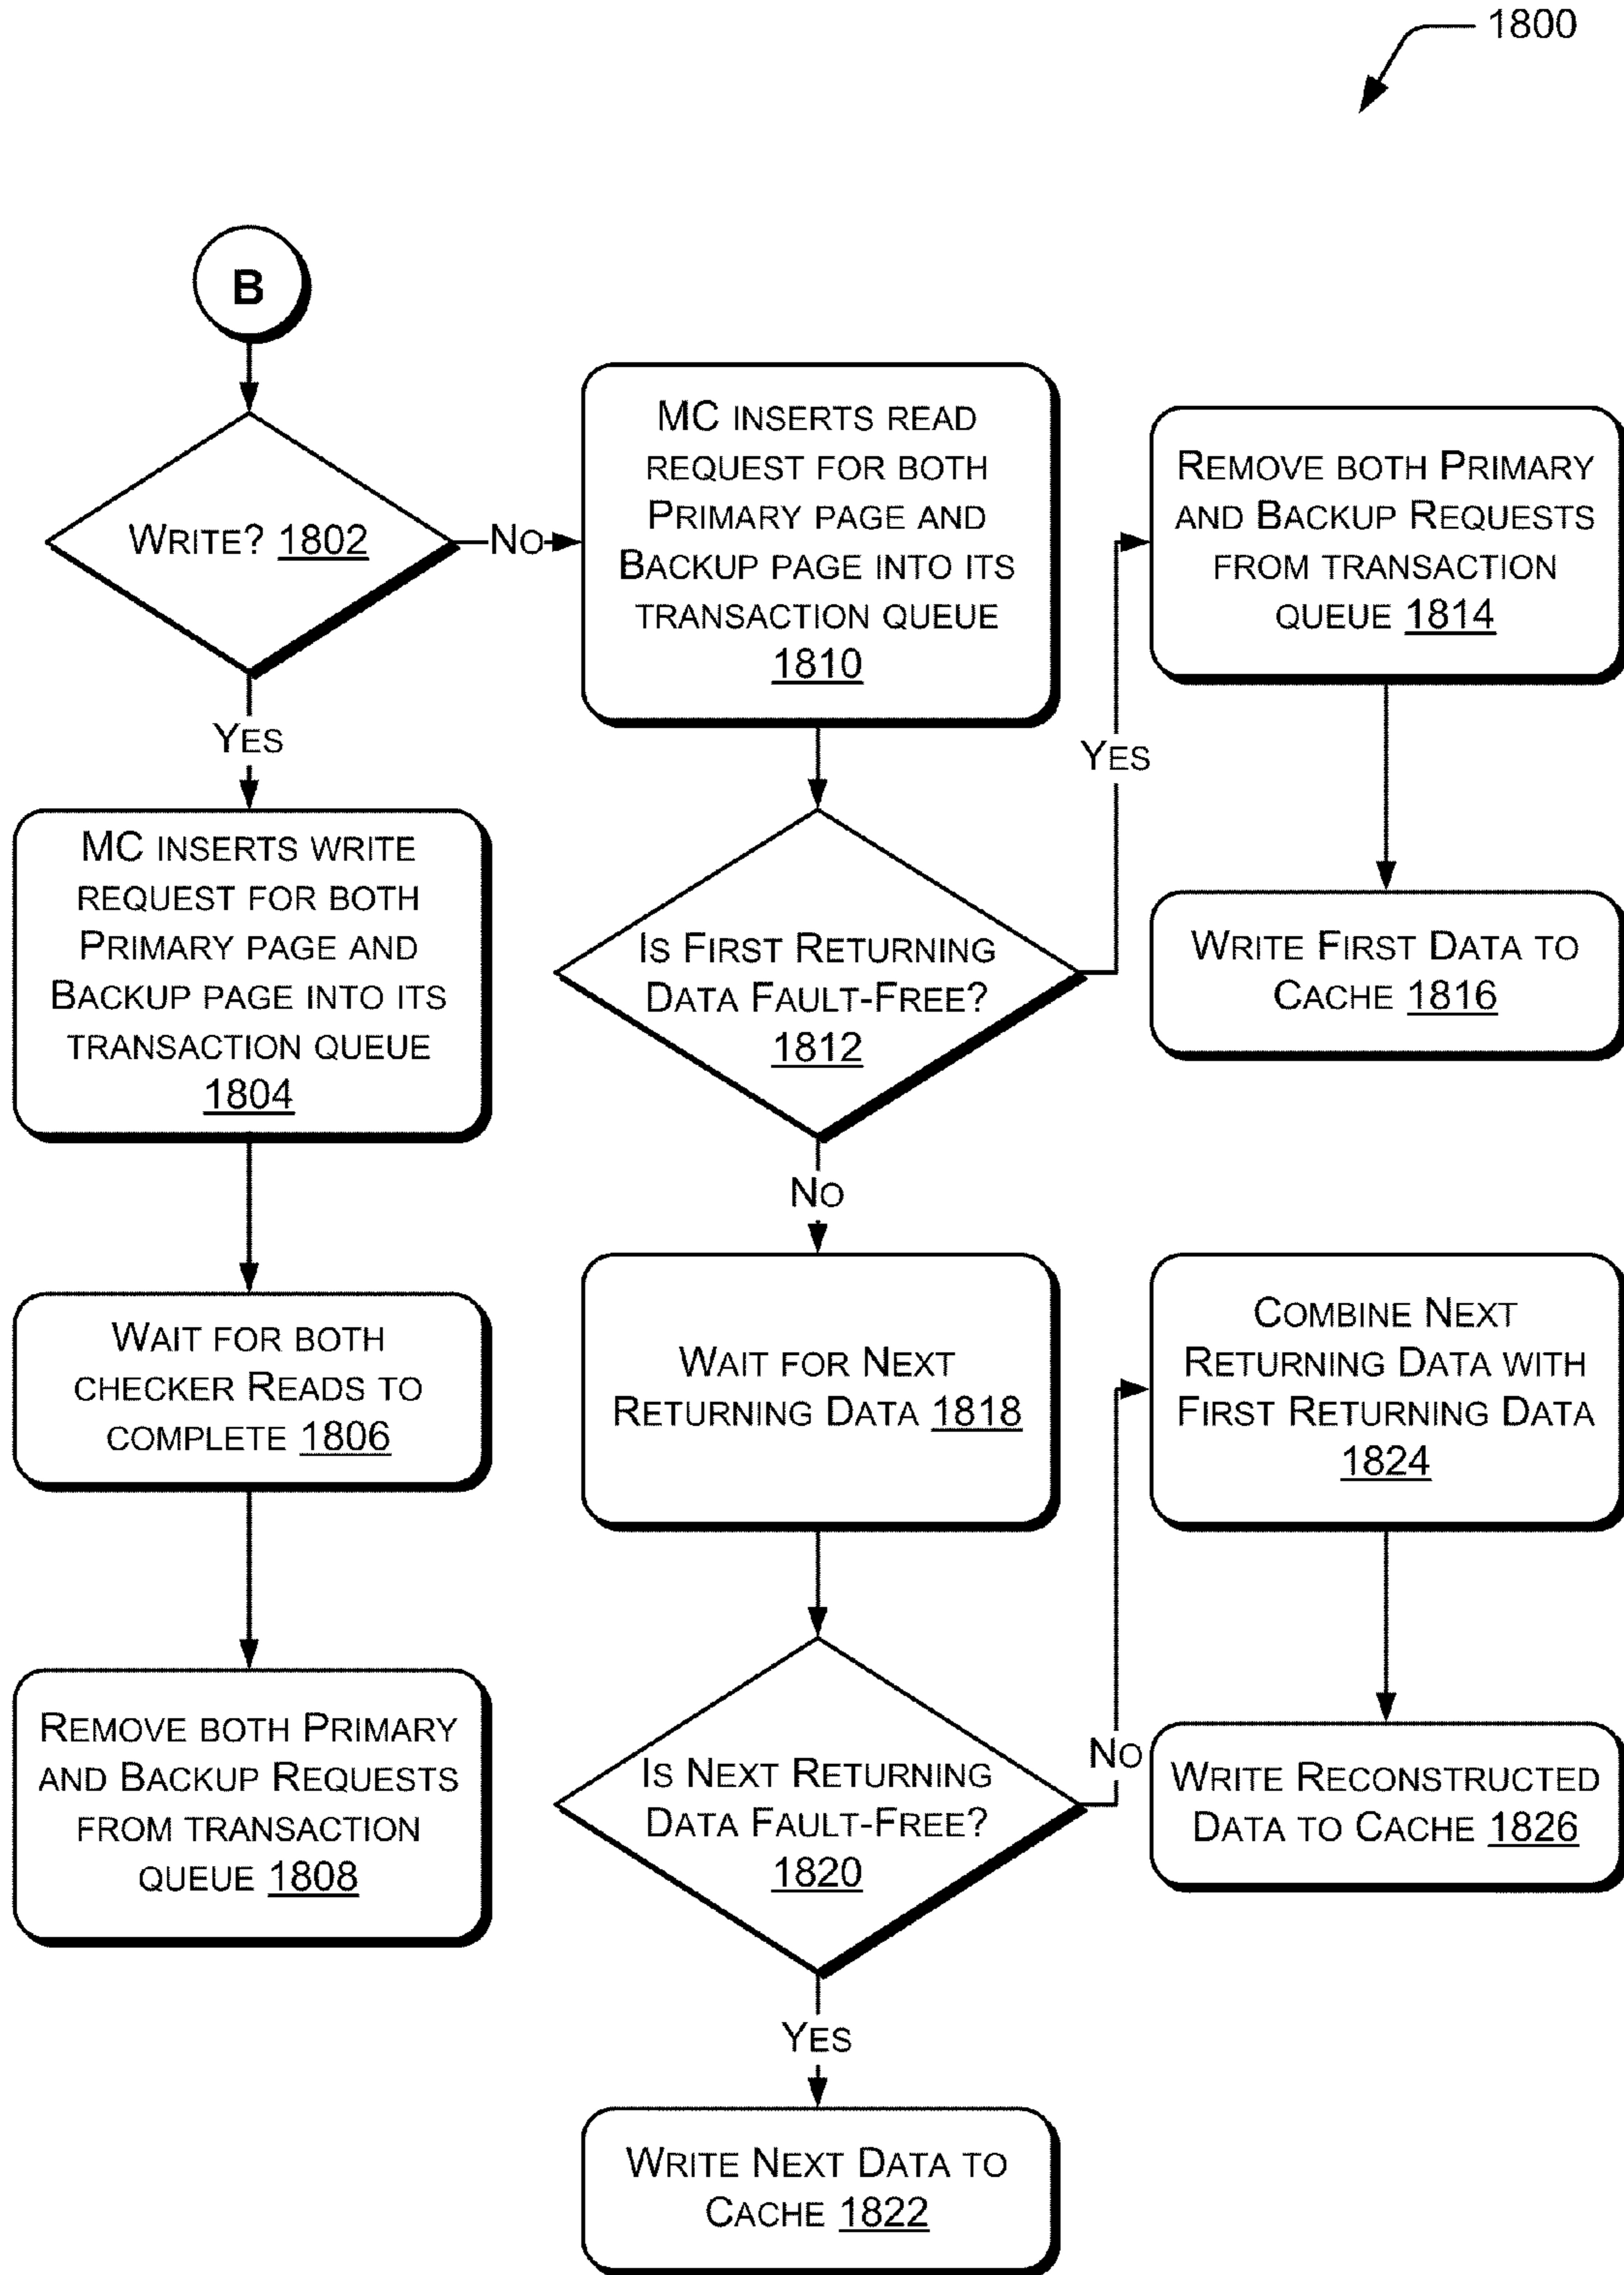 1800
B
WRITE? 1802
NO
YES
MC INSERTS WRITE
REQUEST FOR BOTH
PRIMARY PAGE AND
BACKUP PAGE INTO ITS
TRANSACTION QUEUE
1804
WAIT FOR BOTH
CHECKER READS TO
COMPLETE 1806
REMOVE BOTH PRIMARY
AND BACKUP REQUESTS
FROM TRANSACTION
QUEUE 1808
MC INSERTS READ
REQUEST FOR BOTH
PRIMARY PAGE AND
BACKUP PAGE INTO ITS
TRANSACTION QUEUE
1810
IS FIRST RETURNING
DATA FAULT-FREE?
1812
YES
REMOVE BOTH PRIMARY
AND BACKUP REQUESTS
FROM TRANSACTION
QUEUE 1814
WRITE FIRST DATA TO
CACHE 1816
NO
WAIT FOR NEXT
RETURNING DATA 1818
IS NEXT RETURNING
DATA FAULT-FREE?
1820
NO
COMBINE NEXT
RETURNING DATA WITH
FIRST RETURNING DATA
1824
WRITE RECONSTRUCTED
DATA TO CACHE 1826
YES
WRITE NEXT DATA TO
CACHE 1822